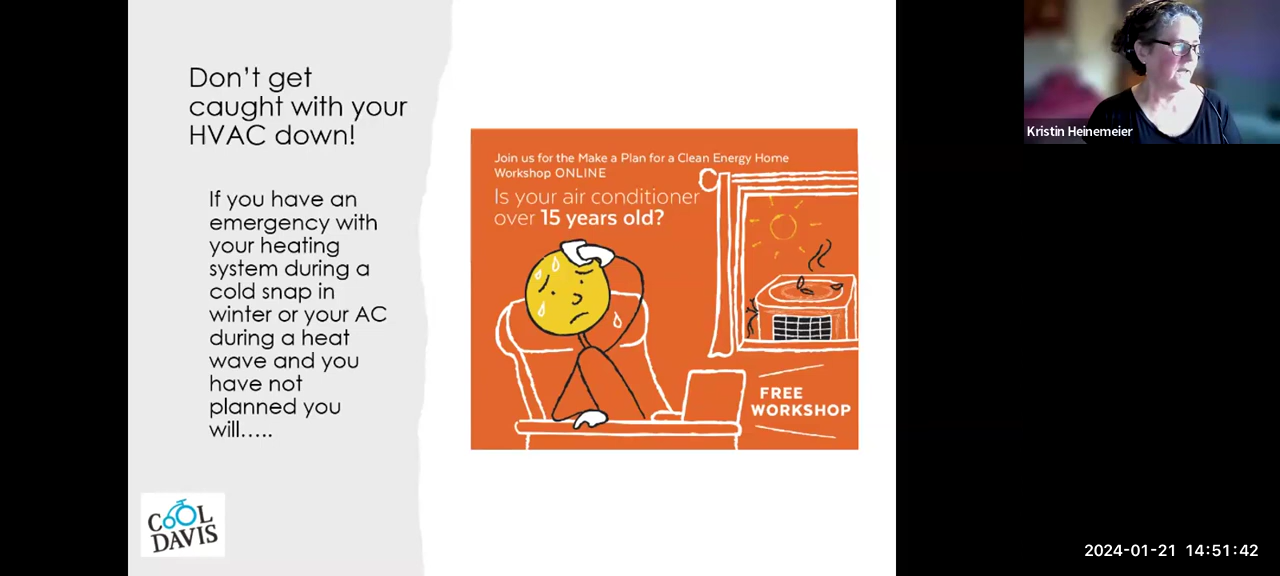 Don't get
caught with your
HVAC down!
If you have an
emergency with
your heating
system during a
cold snap in
winter or your AC
during a heat
wave and you
have not
planned you
will.....
COOL
DAVIS
Join us for the Make a Plan for a Clean Energy Home
Workshop ONLINE
Is your air conditioner
over 15 years old?
FREE
WORKSHOP
Kristin Heinemeier
2024-01-21 14:51:42